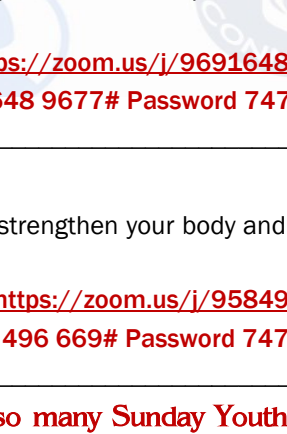 ps://zoom.us/j/9691648
648 9677# Password 747
strengthen your body and
https://zoom.us/j/95849
496 669# Password 747
so many Sunday Youth